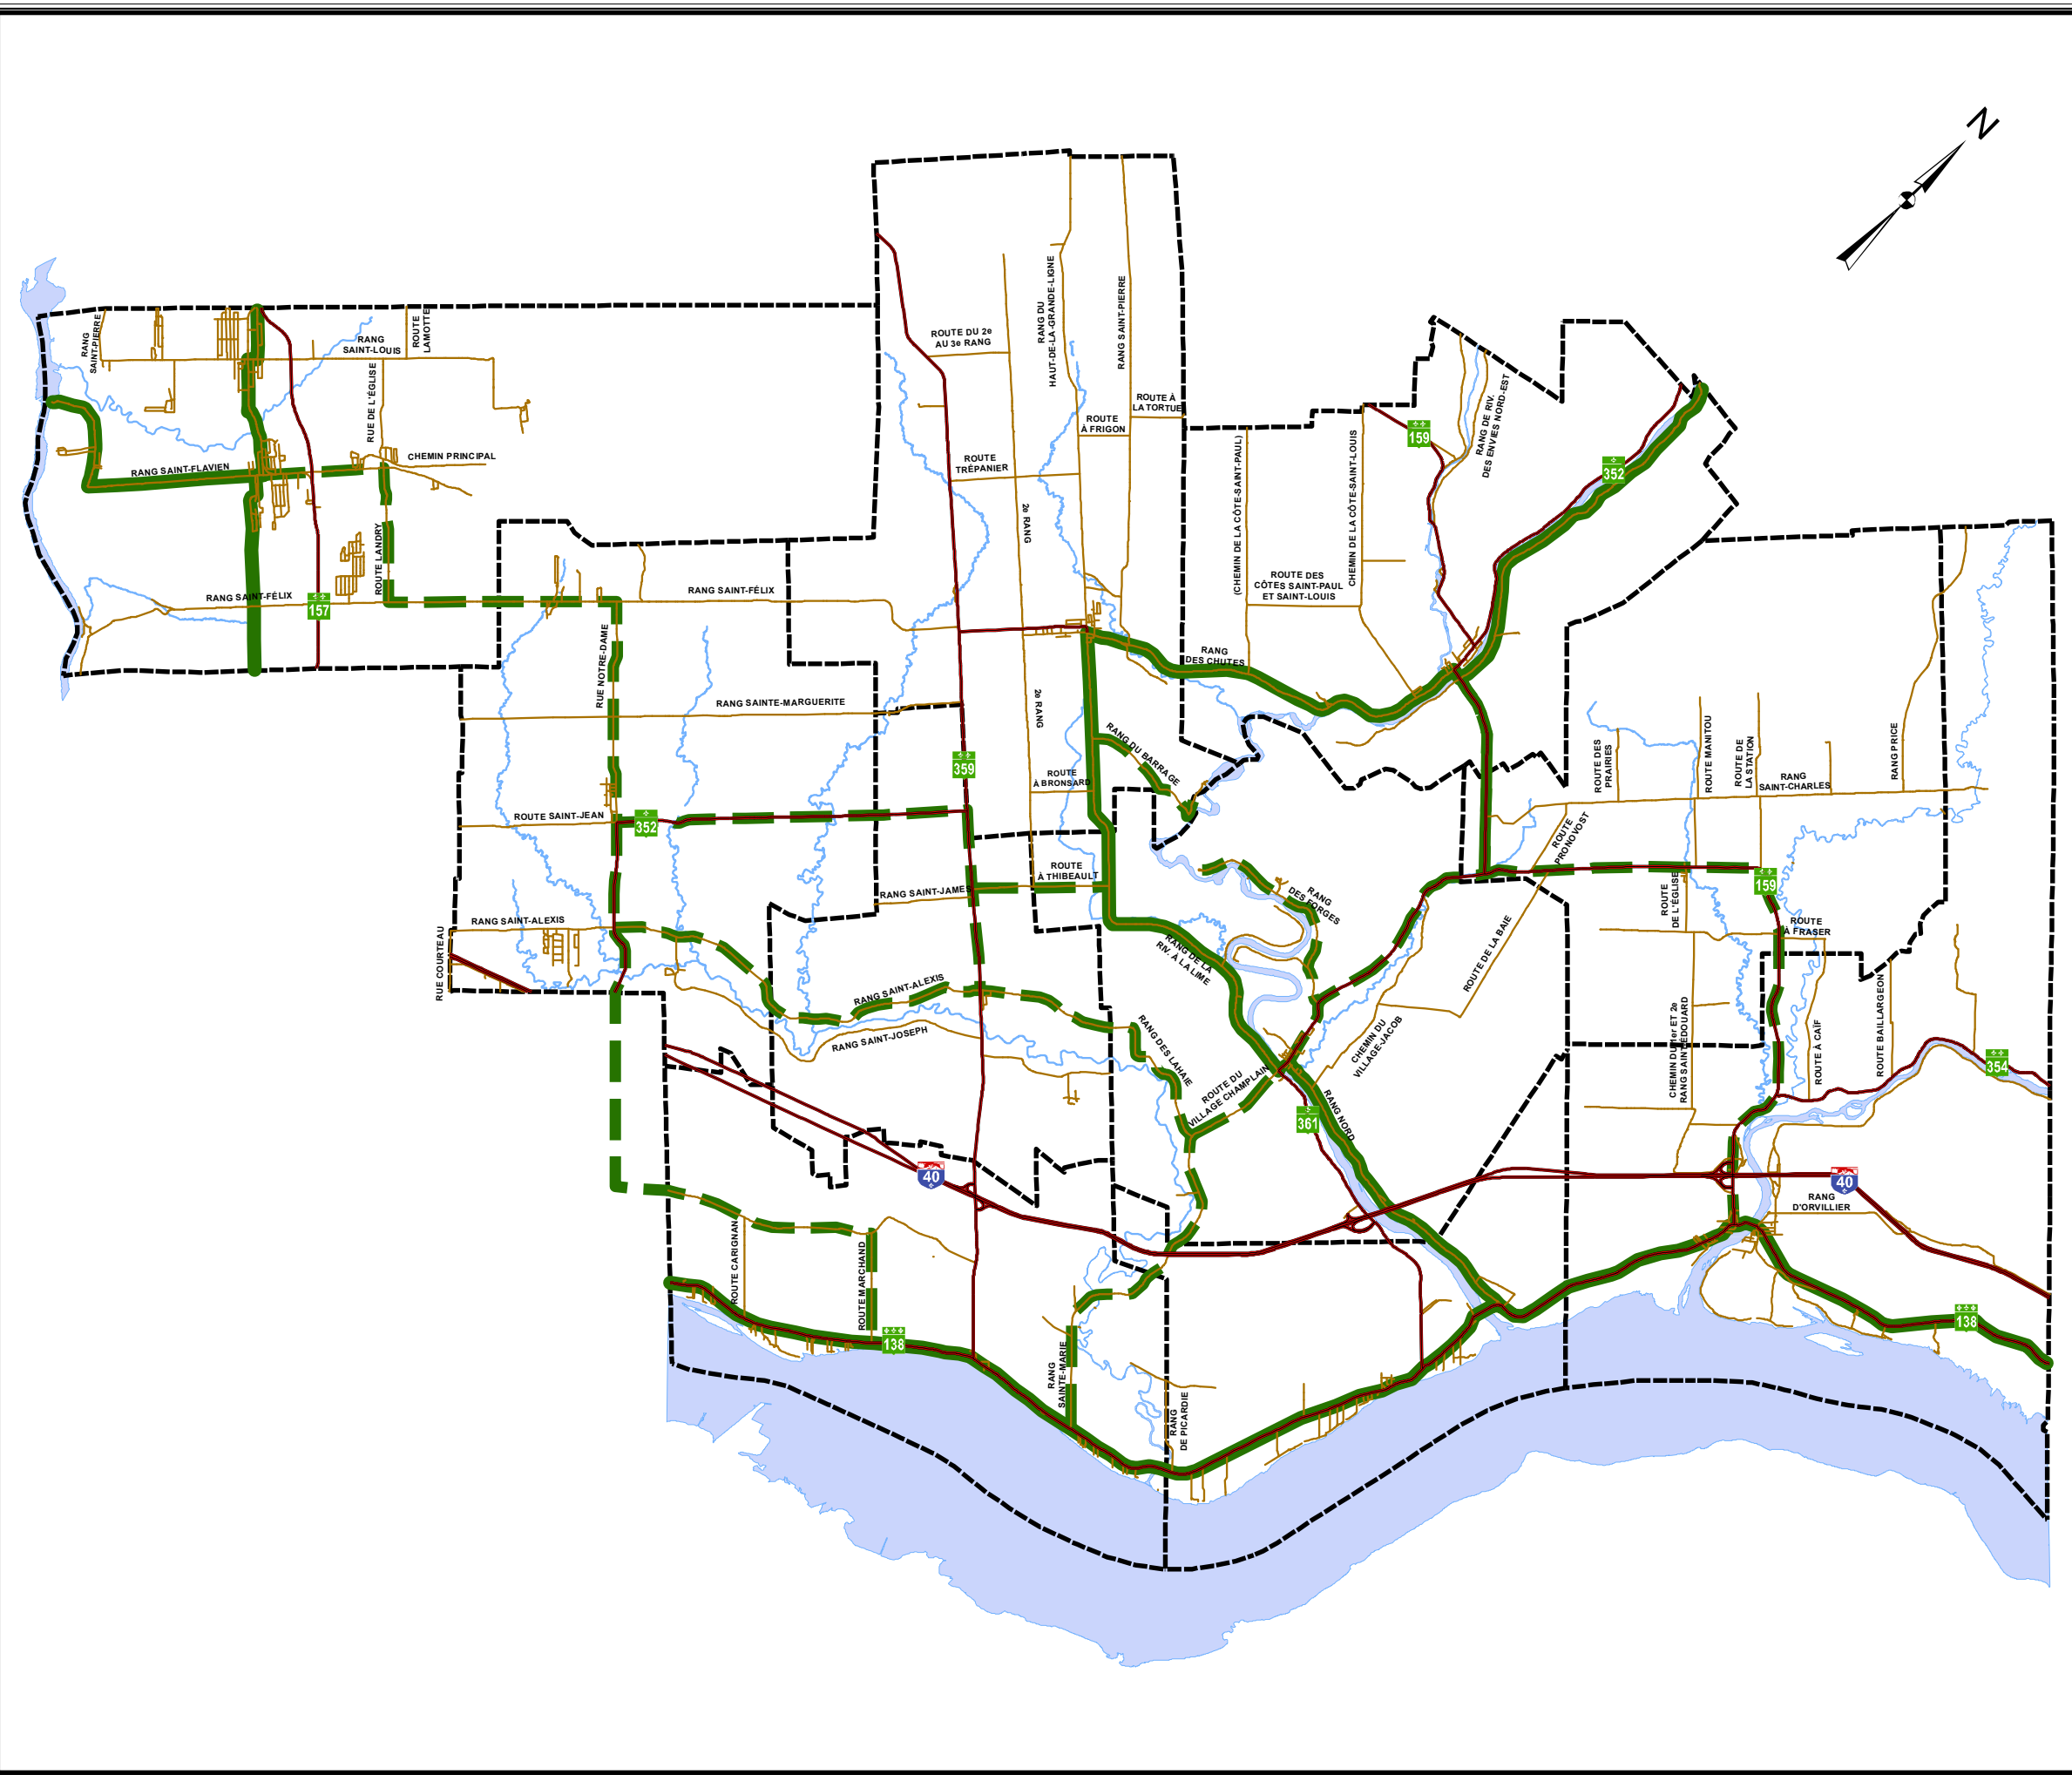 N
RANG
SAINT-PIERRE
RANG
SAINT-LOUIS
ROUTE
LAMOTTE
RUE DE L'ÉGLISE
RANG SAINT-FLAVIEN
CHEMIN PRINCIPAL
ROUTE LANDRY
RANG SAINT-FÉLIX
157
RUE NOTRE-DAME
RANG SAINT-FÉLIX
RANG SAINTE-MARGUERITE
ROUTE SAINT-JEAN
352
RANG SAINT-ALEXIS
RUE COURTEAU
ROUTE DU 2e
AU 3e RANG
RANG DU
HAUT-DE-LA-GRANDE-LIGNE
RANG SAINT-PIERRE
ROUTE À
LA TORTUE
ROUTE
À FRIGON
ROUTE
TRÉPANIER
2e RANG
2e RANG
359
ROUTE
À BRONSARD
RANG DU BARRAGE
ROUTE
À THIBEAULT
RANG SAINT-JAMES
RANG
DES CHUTES
(CHEMIN DE LA CÔTE-SAINT-PAUL)
CHEMIN DE LA CÔTE-SAINT-LOUIS
ROUTE DES
CÔTES SAINT-PAUL
ET SAINT-LOUIS
159
RANG DE RIV.
DES ENVIES NORD-EST
352
RANG
DES FORGES
RANG DE LA
RIV. À LA LIME
RANG SAINT-ALEXIS
RANG SAINT-JOSEPH
RANG DES LAHAIE
ROUTE DU
VILLAGE CHAMPLAIN
CHEMIN DU
VILLAGE-JACOB
ROUTE DE LA BAIE
361
RANG NORD
ROUTE DES
PRAIRIES
ROUTE MANITOU
ROUTE DE
LA STATION
RANG
SAINT-CHARLES
RANG PRICE
ROUTE
PRONOVOST
159
ROUTE
DE L'ÉGLISE
ROUTE
À FRASER
CHEMIN DU 1er ET 2e
RANG SAINT-ÉDOUARD
ROUTE À CAÏF
ROUTE BAILLARGEON
354
40
40
RANG
D'ORVILLIER
ROUTE CARIGNAN
ROUTE MARCHAND
138
138
RANG
SAINTE-MARIE
RANG
DE PICARDIE